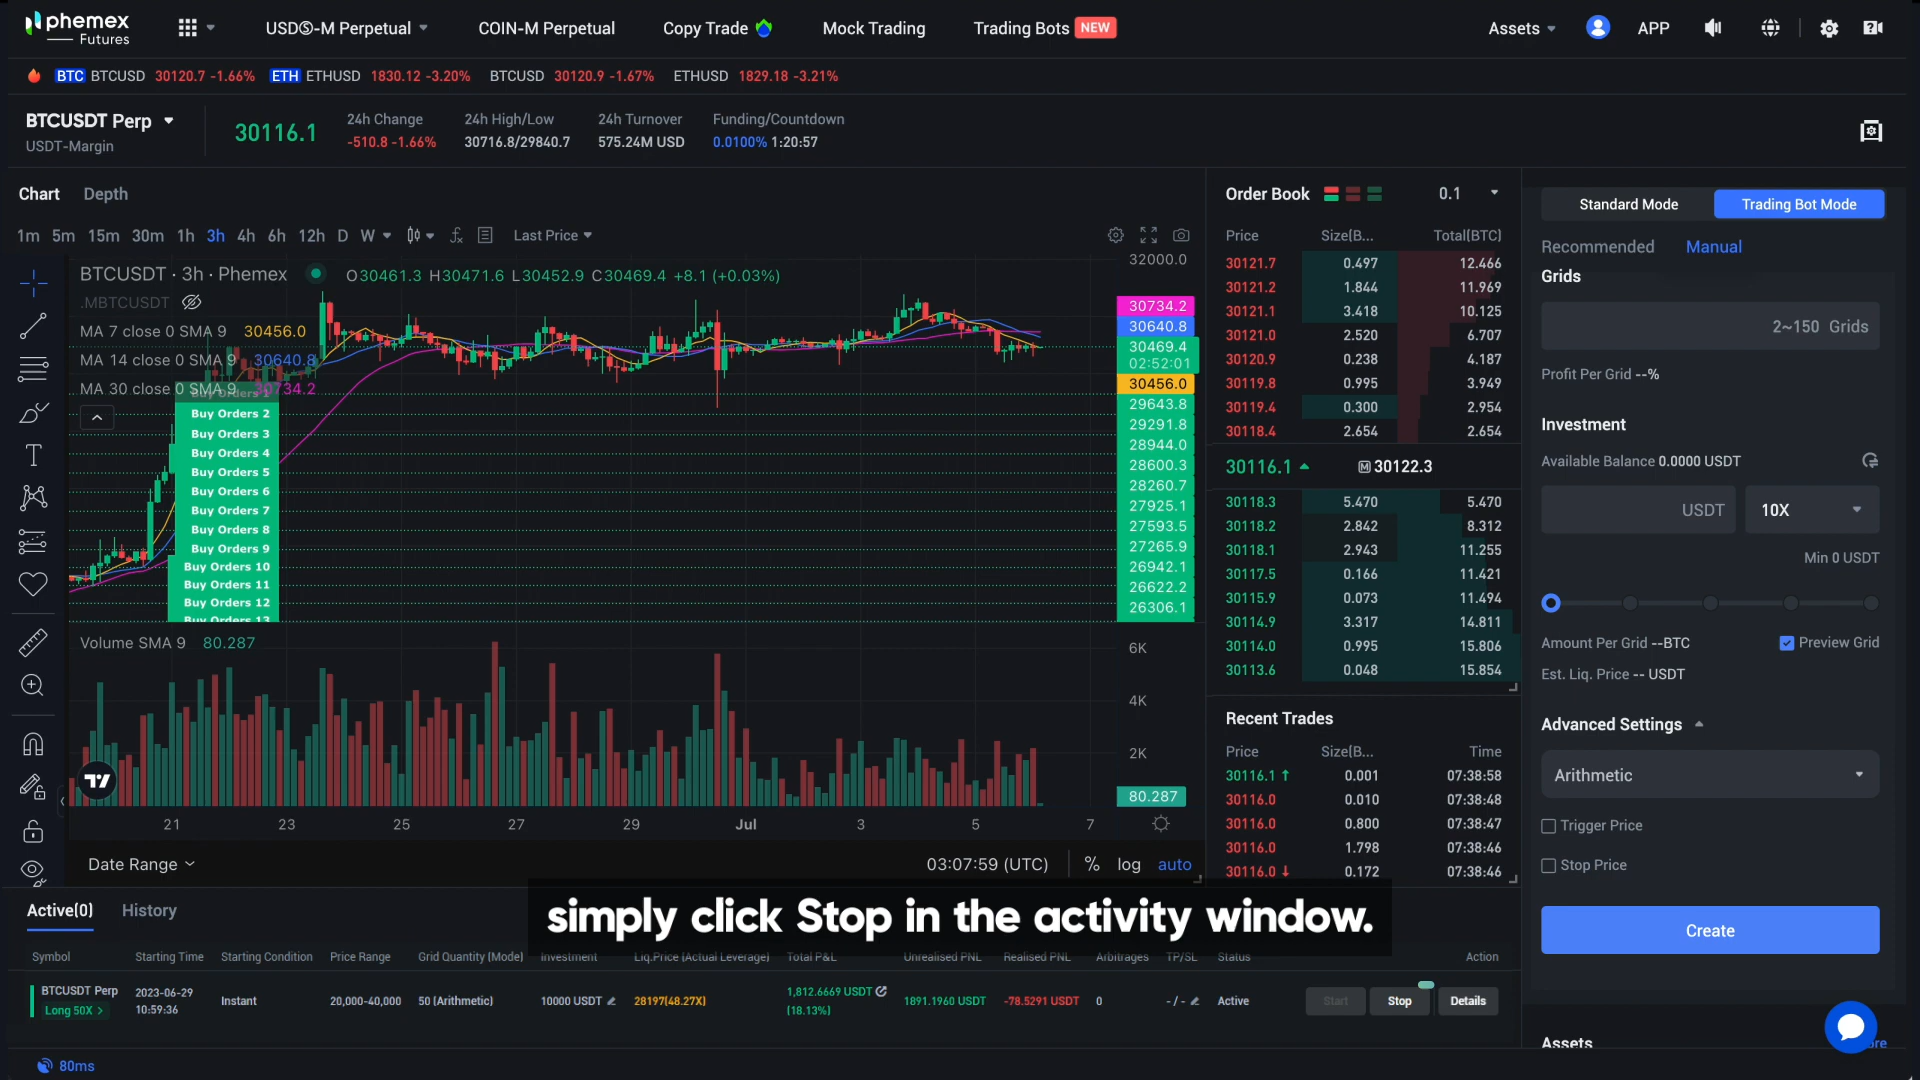 phemex
Futures
USDⓈ-M Perpetual
COIN-M Perpetual
Copy Trade
Mock Trading
Trading Bots NEW
Assets
APP
BTC BTCUSD 30120.7 -1.66% ETH ETHUSD 1830.12 -3.20% BTCUSD 30120.9 -1.67% ETHUSD 1829.18 -3.21%
BTCUSDT Perp
USDT-Margin
30116.1
24h Change
-510.8 -1.66%
24h High/Low
30716.8/29840.7
24h Turnover
575.24M USD
Funding/Countdown
0.0100% 1:20:57
Chart Depth
1m 5m 15m 30m 1h 3h 4h 6h 12h D W Last Price
BTCUSDT · 3h · Phemex O30461.3 H30471.6 L30452.9 C30469.4 +8.1 (+0.03%)
.MBTCUSDT
MA 7 close 0 SMA 9 30456.0
MA 14 close 0 SMA 9 30640.8
MA 30 close 0 SMA 9 30734.2
Buy Orders 1
Buy Orders 2
Buy Orders 3
Buy Orders 4
Buy Orders 5
Buy Orders 6
Buy Orders 7
Buy Orders 8
Buy Orders 9
Buy Orders 10
Buy Orders 11
Buy Orders 12
Buy Orders 13
32000.0
30734.2
30640.8
30469.4
02:52:01
30456.0
29643.8
29291.8
28944.0
28600.3
28260.7
27925.1
27593.5
27265.9
26942.1
26622.2
26306.1
Volume SMA 9 80.287
6K
4K
2K
80.287
21 23 25 27 29 Jul 3 5 7
Date Range
03:07:59 (UTC) % log auto
Order Book 0.1
Price Size(B... Total(BTC)
30121.7 0.497 12.466
30121.2 1.844 11.969
30121.1 3.418 10.125
30121.0 2.520 6.707
30120.9 0.238 4.187
30119.8 0.995 3.949
30119.4 0.300 2.954
30118.4 2.654 2.654
30116.1 M 30122.3
30118.3 5.470 5.470
30118.2 2.842 8.312
30118.1 2.943 11.255
30117.5 0.166 11.421
30115.9 0.073 11.494
30114.9 3.317 14.811
30114.0 0.995 15.806
30113.6 0.048 15.854
Recent Trades
Price Size(B... Time
30116.1 ↑ 0.001 07:38:58
30116.0 0.010 07:38:48
30116.0 0.800 07:38:47
30116.0 1.798 07:38:46
30116.0 ↓ 0.172 07:38:46
Standard Mode Trading Bot Mode
Recommended Manual
Grids
2~150 Grids
Profit Per Grid --%
Investment
Available Balance 0.0000 USDT
USDT 10X
Min 0 USDT
Amount Per Grid --BTC Preview Grid
Est. Liq. Price -- USDT
Advanced Settings
Arithmetic
Trigger Price
Stop Price
Create
Assets
simply click Stop in the activity window.
Active(0) History
Symbol Starting Time Starting Condition Price Range Grid Quantity (Mode) Investment Liq.Price (Actual Leverage) Total P&L Unrealised PNL Realised PNL Arbitrages TP/SL Status Action
BTCUSDT Perp
Long 50X >
2023-06-29
10:59:36
Instant
20,000-40,000
50 (Arithmetic)
10000 USDT
28197(48.27X)
1,812.6669 USDT
(18.13%)
1891.1960 USDT
-78.5291 USDT
0
- / -
Active
Start
Stop
Details
80ms